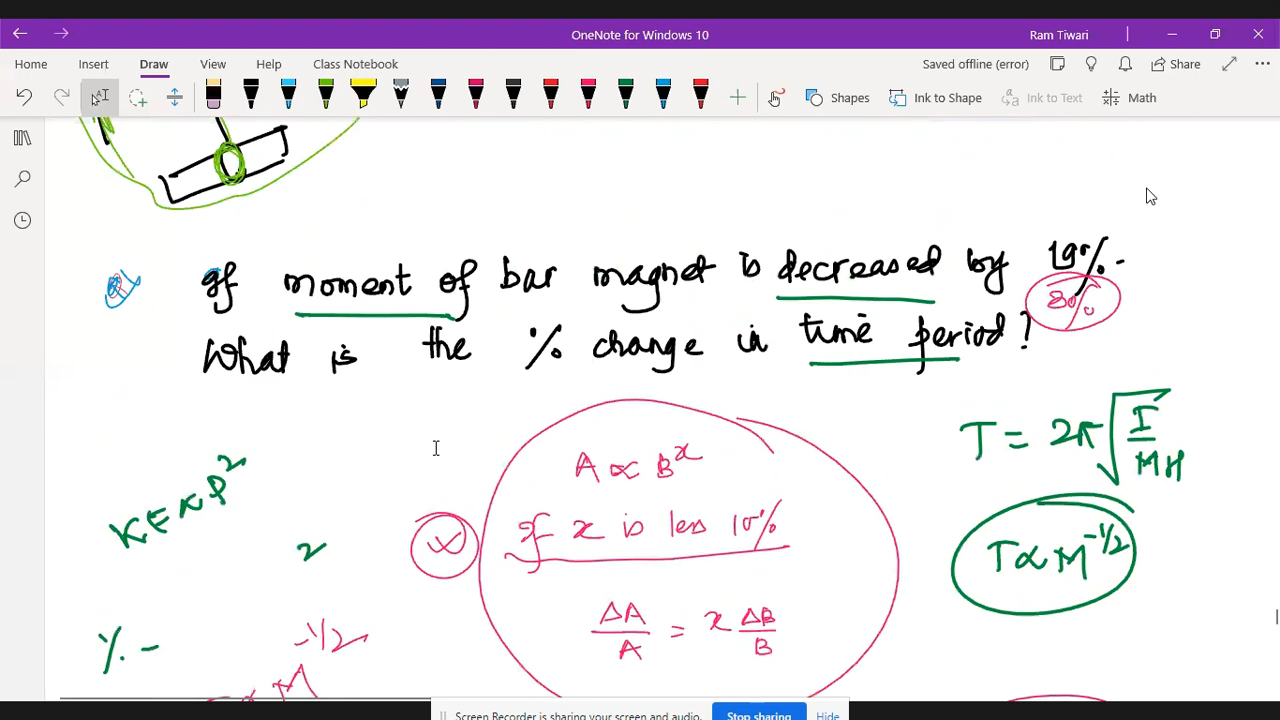 OneNote for Windows 10
Ram Tiwari
Home Insert Draw View Help Class Notebook
Saved offline (error)
Share
Shapes
Ink to Shape
Ink to Text
Math
Q If moment of bar magnet is decreased by 19%.
8%
What is the % change in time period?
T = 2π√(I/MH)
A ∝ B^x
KE ∝ P²
If x is less 10%
T ∝ M^-1/2
2
ΔA/A = x ΔB/B
% -
M^-1/2
Screen Recorder is sharing your screen and audio.
Stop sharing
Hide